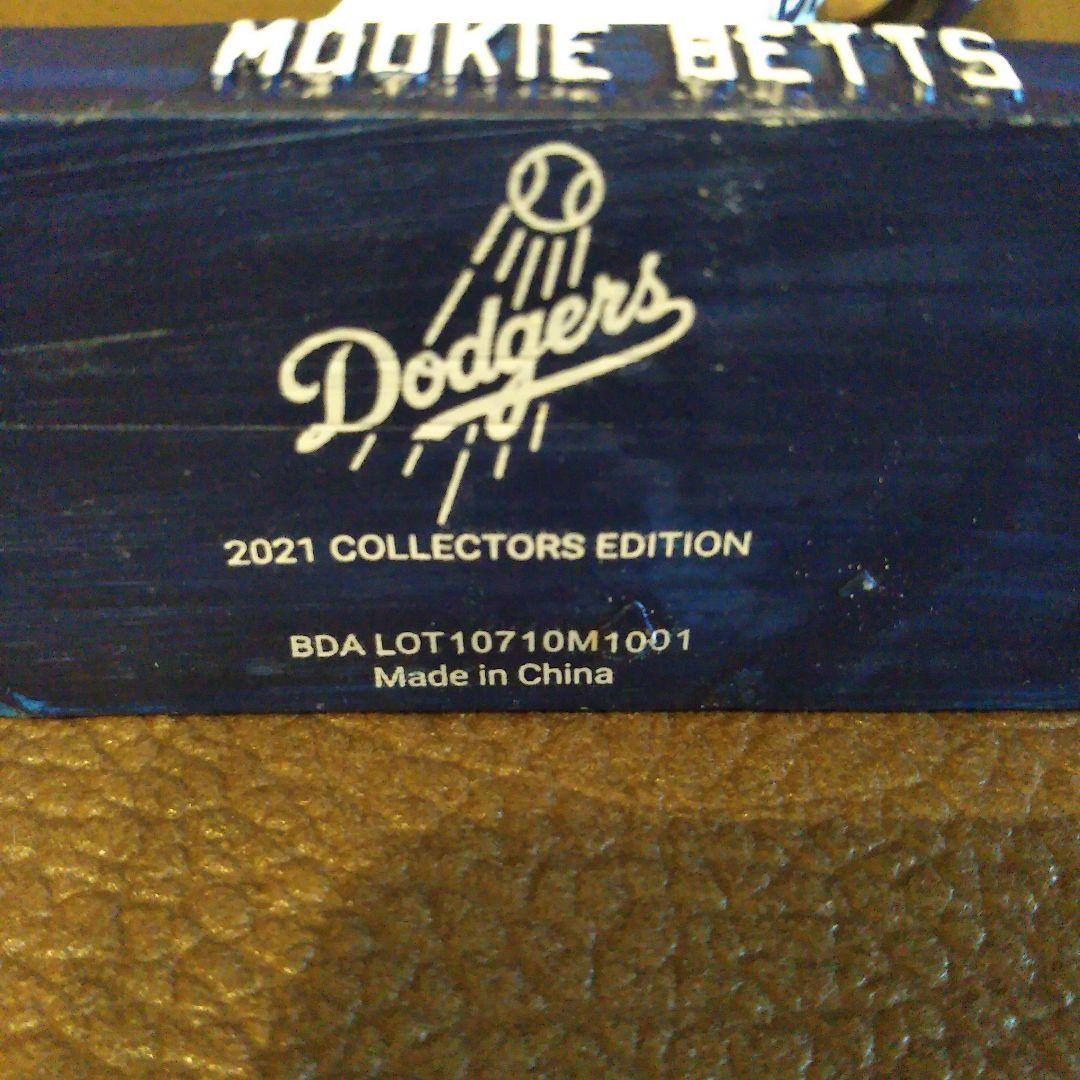 MOOKIE BETTS
Dodgers
2021 COLLECTORS EDITION
BDA LOT10710M1001
Made in China